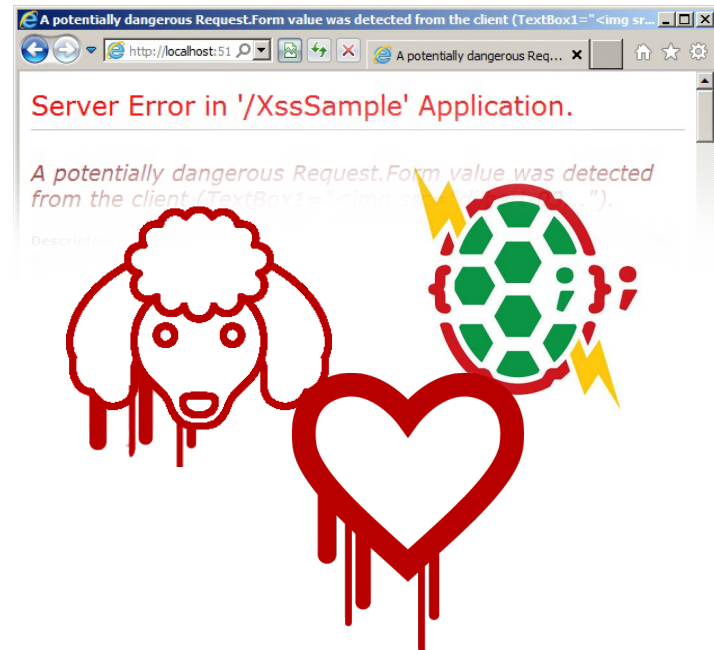 A potentially dangerous Request.Form value was detected from the client (TextBox1="<img sr...
http://localhost:51
A potentially dangerous Req...
Server Error in '/XssSample' Application.
A potentially dangerous Request.Form value was detected
from the client (TextBox1="<img
{;};